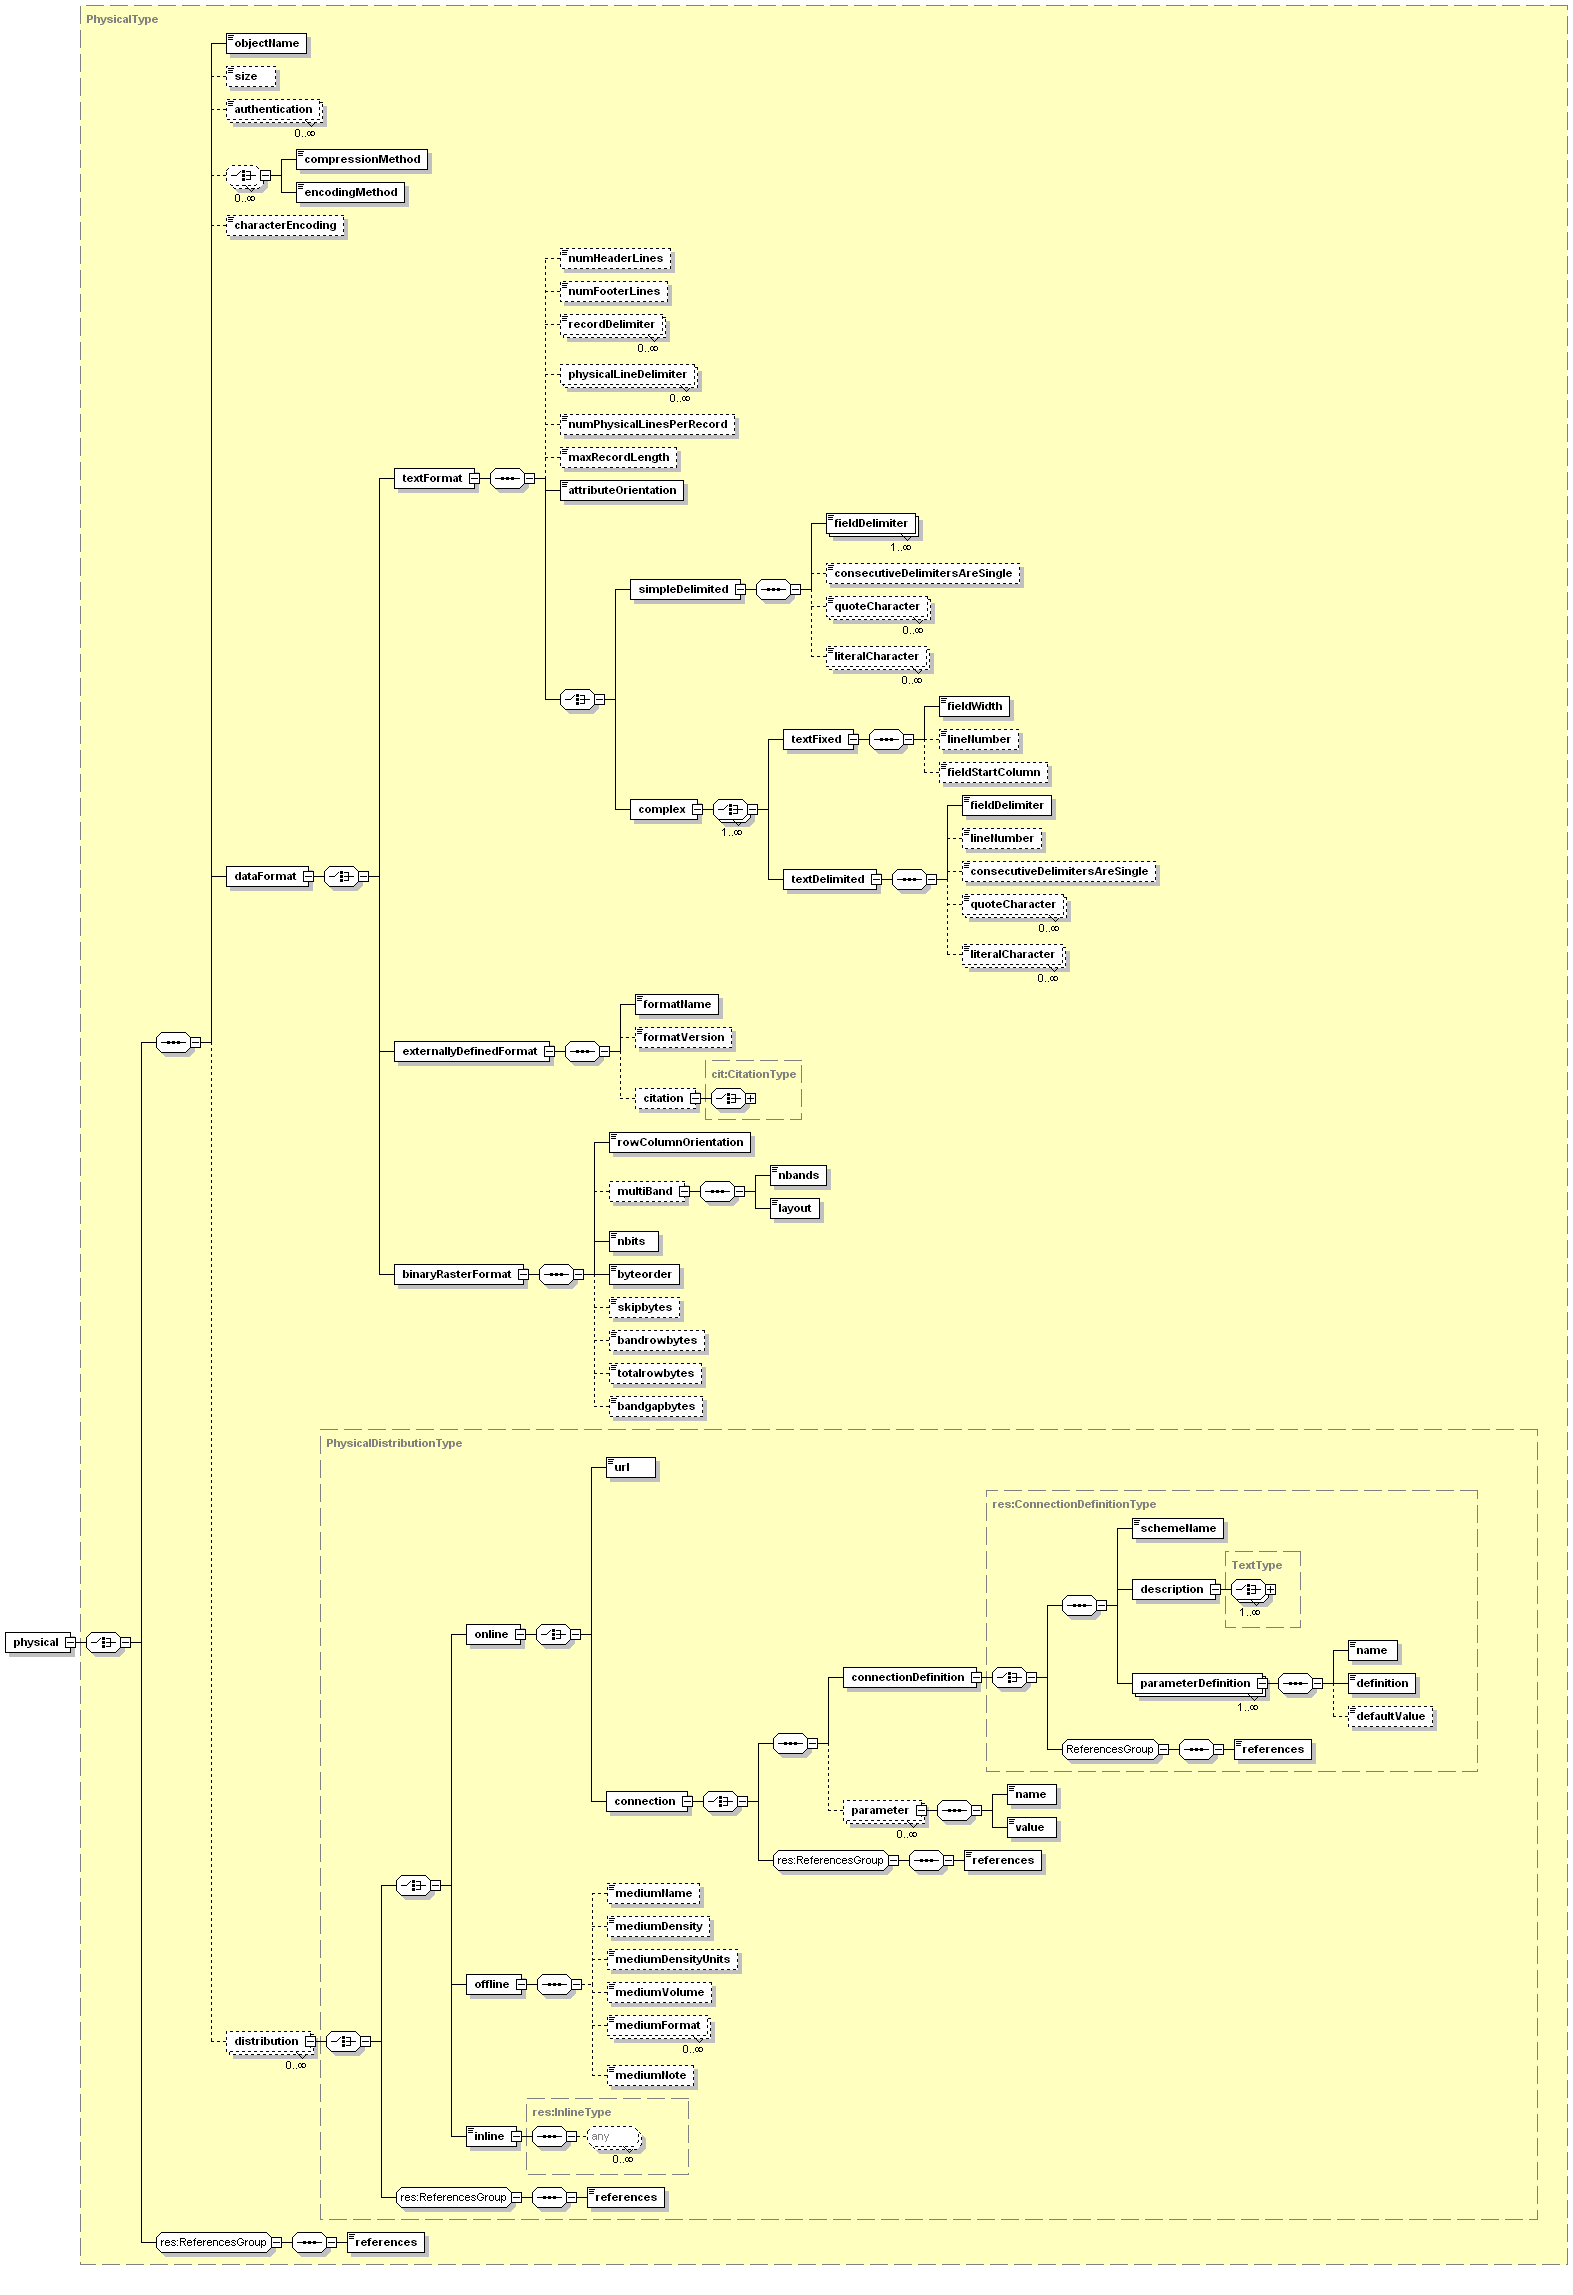 PhysicalType
objectName
size
authentication
0..∞
compressionMethod
0..∞
encodingMethod
characterEncoding
numHeaderLines
numFooterLines
recordDelimiter
0..∞
physicalLineDelimiter
0..∞
numPhysicalLinesPerRecord
maxRecordLength
textFormat
attributeOrientation
fieldDelimiter
1..∞
consecutiveDelimitersAreSingle
simpleDelimited
quoteCharacter
0..∞
literalCharacter
0..∞
fieldWidth
textFixed
lineNumber
fieldStartColumn
complex
1..∞
fieldDelimiter
lineNumber
consecutiveDelimitersAreSingle
dataFormat
textDelimited
quoteCharacter
0..∞
literalCharacter
0..∞
formatName
formatVersion
externallyDefinedFormat
cit:CitationType
citation
rowColumnOrientation
nbands
multiBand
layout
nbits
binaryRasterFormat
byteorder
skipbytes
bandrowbytes
totalrowbytes
bandgapbytes
PhysicalDistributionType
url
res:ConnectionDefinitionType
schemeName
TextType
description
1..∞
online
physical
name
connectionDefinition
parameterDefinition
1..∞
definition
defaultValue
ReferencesGroup
references
connection
name
parameter
0..∞
value
res:ReferencesGroup
references
mediumName
mediumDensity
mediumDensityUnits
offline
mediumVolume
mediumFormat
0..∞
distribution
0..∞
mediumNote
res:InlineType
inline
any
0..∞
res:ReferencesGroup
references
res:ReferencesGroup
references